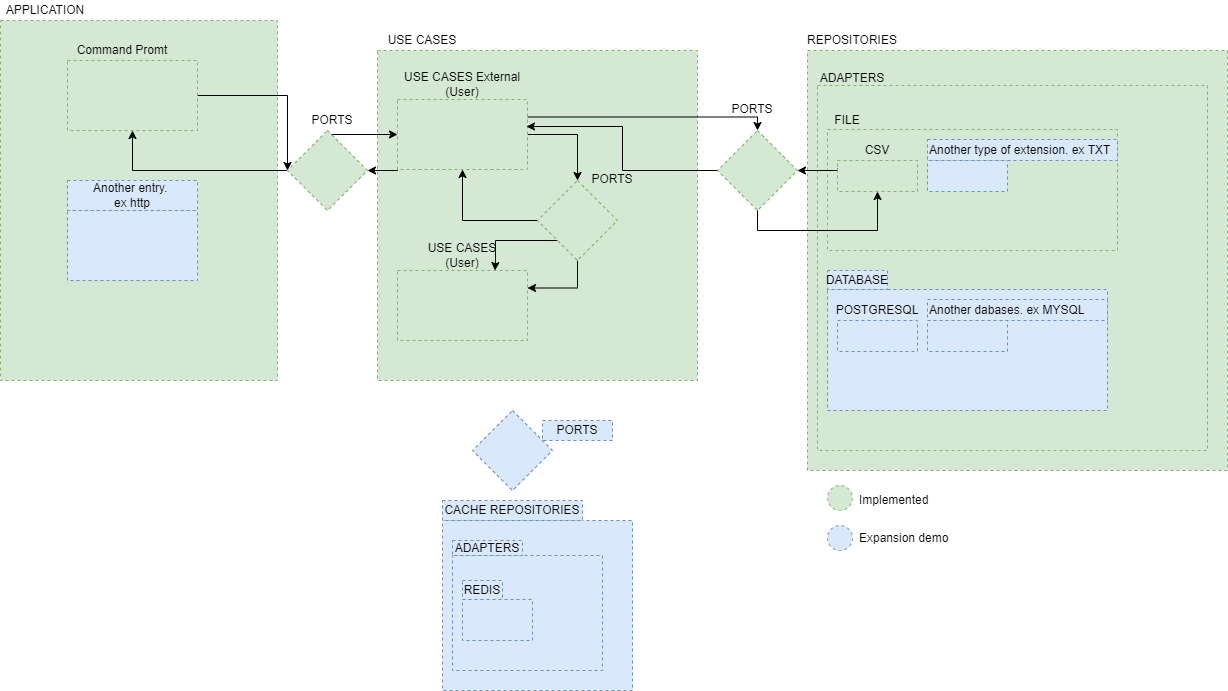 APPLICATION
Command Promt
Another entry.
ex http
PORTS
USE CASES
USE CASES External
(User)
PORTS
USE CASES
(User)
PORTS
REPOSITORIES
ADAPTERS
FILE
CSV
Another type of extension. ex TXT
DATABASE
POSTGRESQL
Another dabases. ex MYSQL
PORTS
CACHE REPOSITORIES
ADAPTERS
REDIS
Implemented
Expansion demo